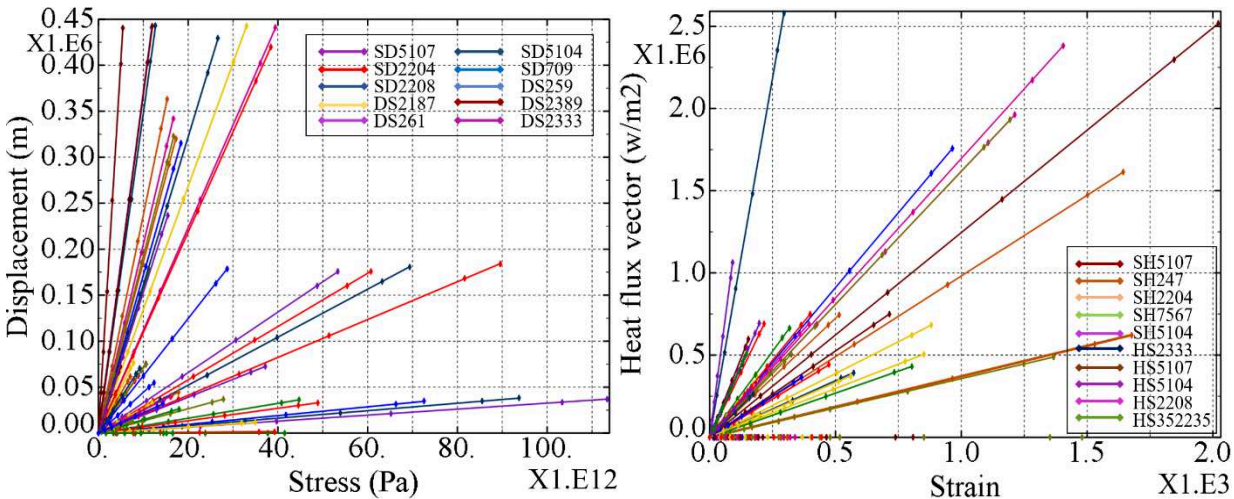 0.45
X1.E6
0.40
0.35
0.30
0.25
0.20
0.15
0.10
0.05
0.00
Displacement (m)
SD5107 SD5104
SD2204 SD709
SD2208 DS259
DS2187 DS2389
DS261 DS2333
0. 20. 40. 60. 80. 100.
Stress (Pa) X1.E12
2.5
X1.E6
2.0
1.5
1.0
0.5
0.0
Heat flux vector (w/m2)
SH5107
SH247
SH2204
SH7567
SH5104
HS2333
HS5107
HS5104
HS2208
HS352235
0.0 0.5 1.0 1.5 2.0
Strain X1.E3